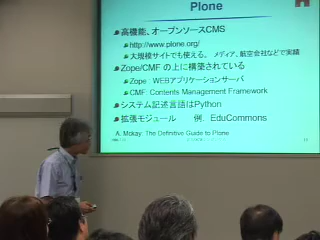 Plone
高機能、オープンソースCMS
http://www.plone.org/
大規模サイトでも使える。 メディア、航空会社などで実績
Zope/CMF の上に構築されている
Zope : WEBアプリケーションサーバ
CMF: Contents Management Framework
システム記述言語はPython
拡張モジュール 例. EduCommons
A. Mckay: The Definitive Guide to Plone